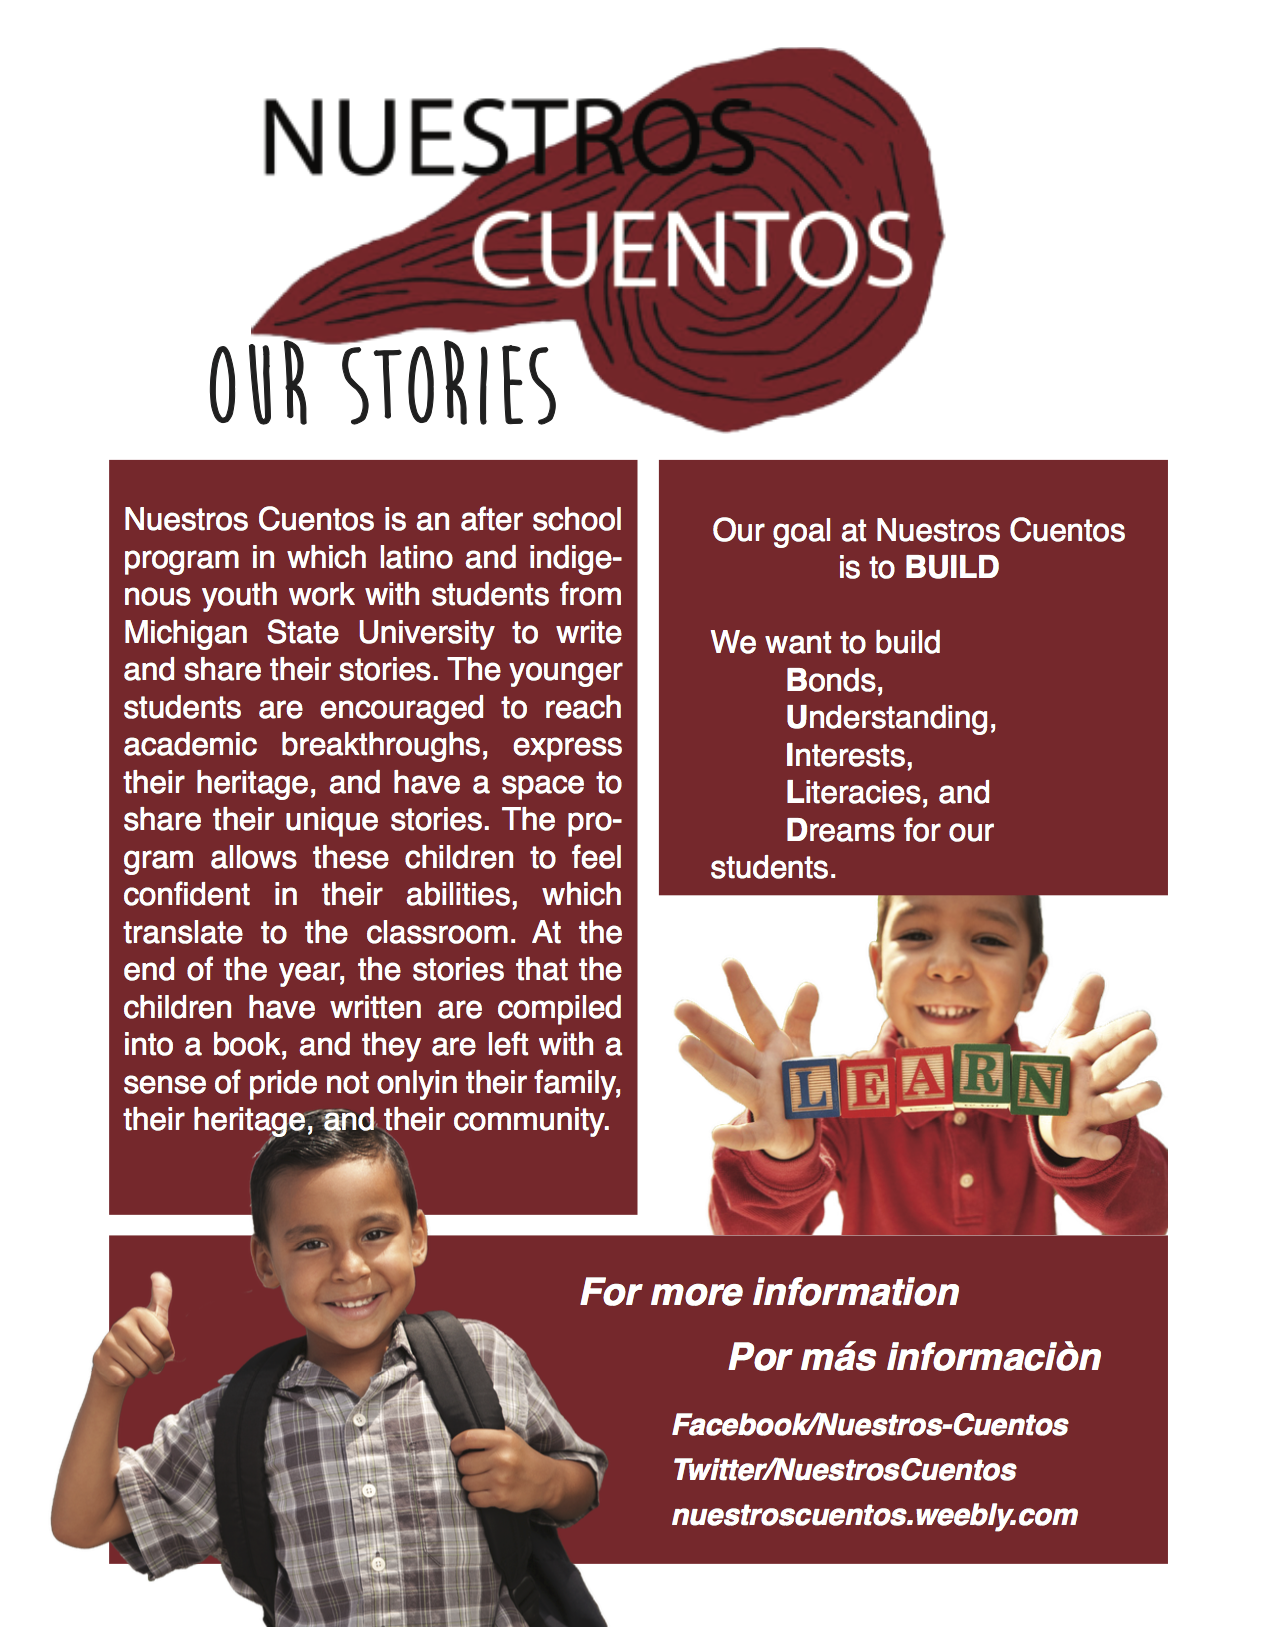 NUESTROS
CUENTOS
OUR STORIES
Nuestros Cuentos is an after school
program in which latino and indige-
nous youth work with students from
Michigan State University to write
and share their stories. The younger
students are encouraged to reach
academic breakthroughs, express
their heritage, and have a space to
share their unique stories. The pro-
gram allows these children to feel
confident in their abilities, which
translate to the classroom. At the
end of the year, the stories that the
children have written are compiled
into a book, and they are left with a
sense of pride not onlyin their family,
their heritage, and their community.
Our goal at Nuestros Cuentos
is to BUILD
We want to build
Bonds,
Understanding,
Interests,
Literacies, and
Dreams for our
students.
LEARN
For more information
Por más informaciòn
Facebook/Nuestros-Cuentos
Twitter/NuestrosCuentos
nuestroscuentos.weebly.com